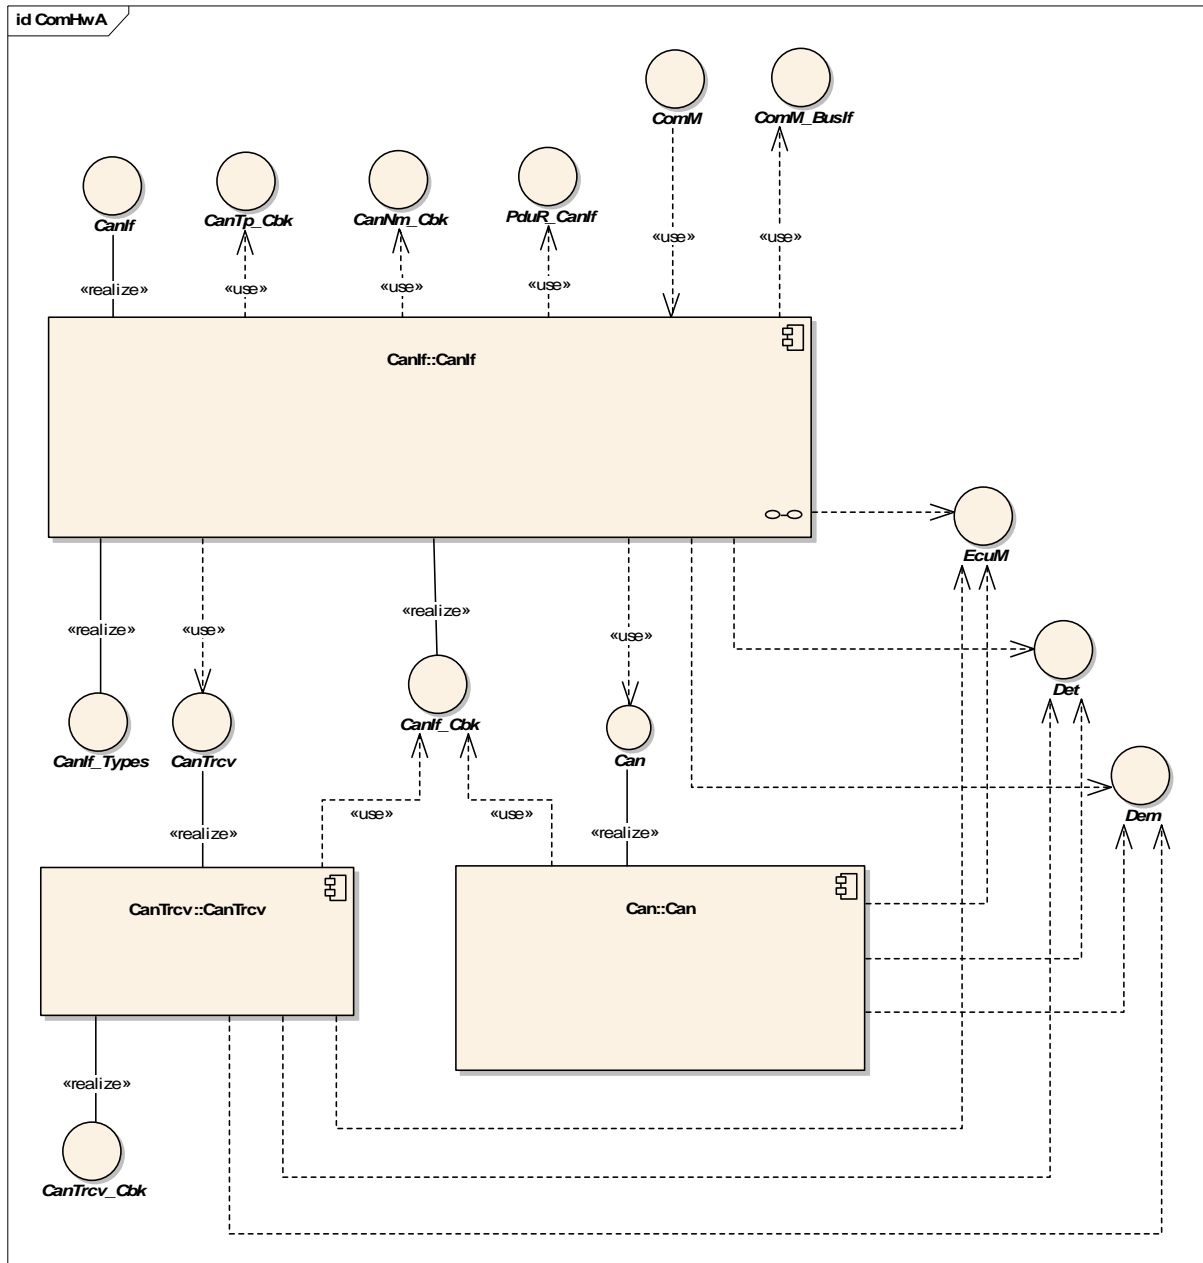 id ComHwA
ComM
ComM_BusIf
CanIf
CanTp_Cbk
CanNm_Cbk
PduR_CanIf
«use»
«use»
«realize»
«use»
«use»
«use»
CanIf::CanIf
EcuM
«realize»
«realize»
«use»
«use»
Det
CanIf_Cbk
CanIf_Types
CanTrcv
Can
«use»
«use»
Dem
«realize»
«realize»
CanTrcv::CanTrcv
Can::Can
«realize»
CanTrcv_Cbk